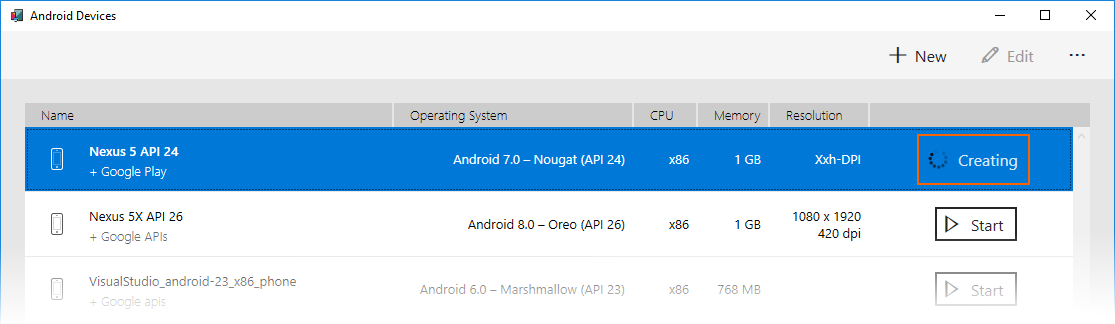 Android Devices
New Edit ...
Name Operating System CPU Memory Resolution
Nexus 5 API 24
+ Google Play
Android 7.0 – Nougat (API 24) x86 1 GB Xxh-DPI Creating
Nexus 5X API 26
+ Google APIs
Android 8.0 – Oreo (API 26) x86 1 GB
1080 x 1920
420 dpi
Start
VisualStudio_android-23_x86_phone
+ Google apis
Android 6.0 – Marshmallow (API 23) x86 768 MB Start